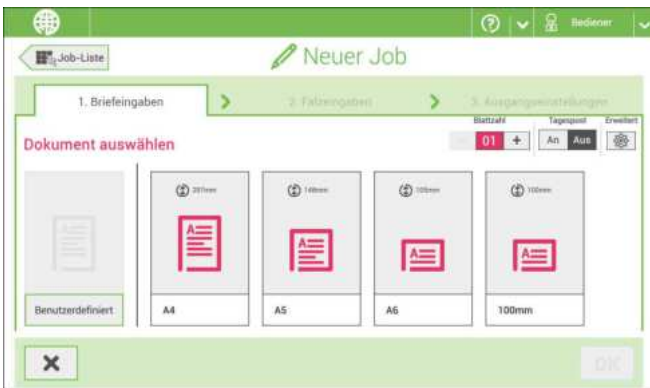 Bediener
Job-Liste
Neuer Job
1. Briefeingaben
2. Falzeingaben
3. Ausgangseinstellungen
Blattzahl
Tagespost
Erweitert
01 +
An Aus
Dokument auswählen
297mm
148mm
105mm
100mm
Benutzerdefiniert
A4
A5
A6
100mm
OK